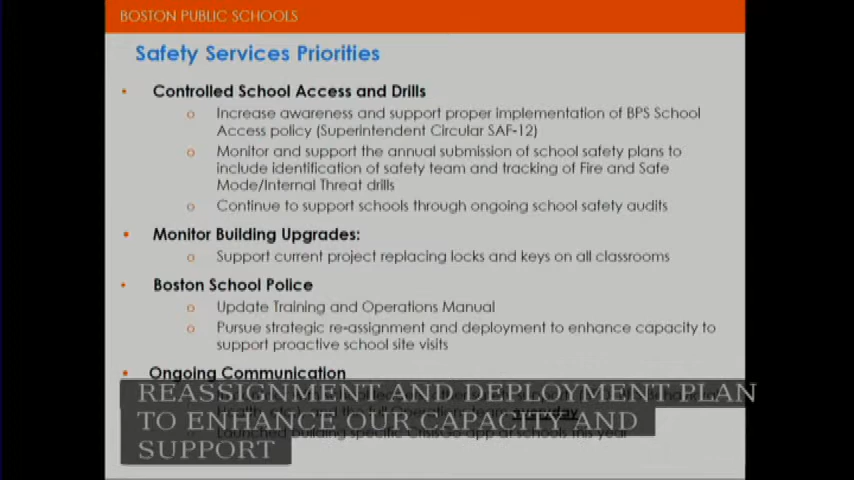 BOSTON PUBLIC SCHOOLS
Safety Services Priorities
• Controlled School Access and Drills
o Increase awareness and support proper implementation of BPS School
Access policy (Superintendent Circular SAF-12)
o Monitor and support the annual submission of school safety plans to
include identification of safety team and tracking of Fire and Safe
Mode/Internal Threat drills
o Continue to support schools through ongoing school safety audits
• Monitor Building Upgrades:
o Support current project replacing locks and keys on all classrooms
• Boston School Police
o Update Training and Operations Manual
o Pursue strategic re-assignment and deployment to enhance capacity to
support proactive school site visits
• Ongoing Communication
REASSIGNMENT AND DEPLOYMENT PLAN
TO ENHANCE OUR CAPACITY AND
SUPPORT
everyday